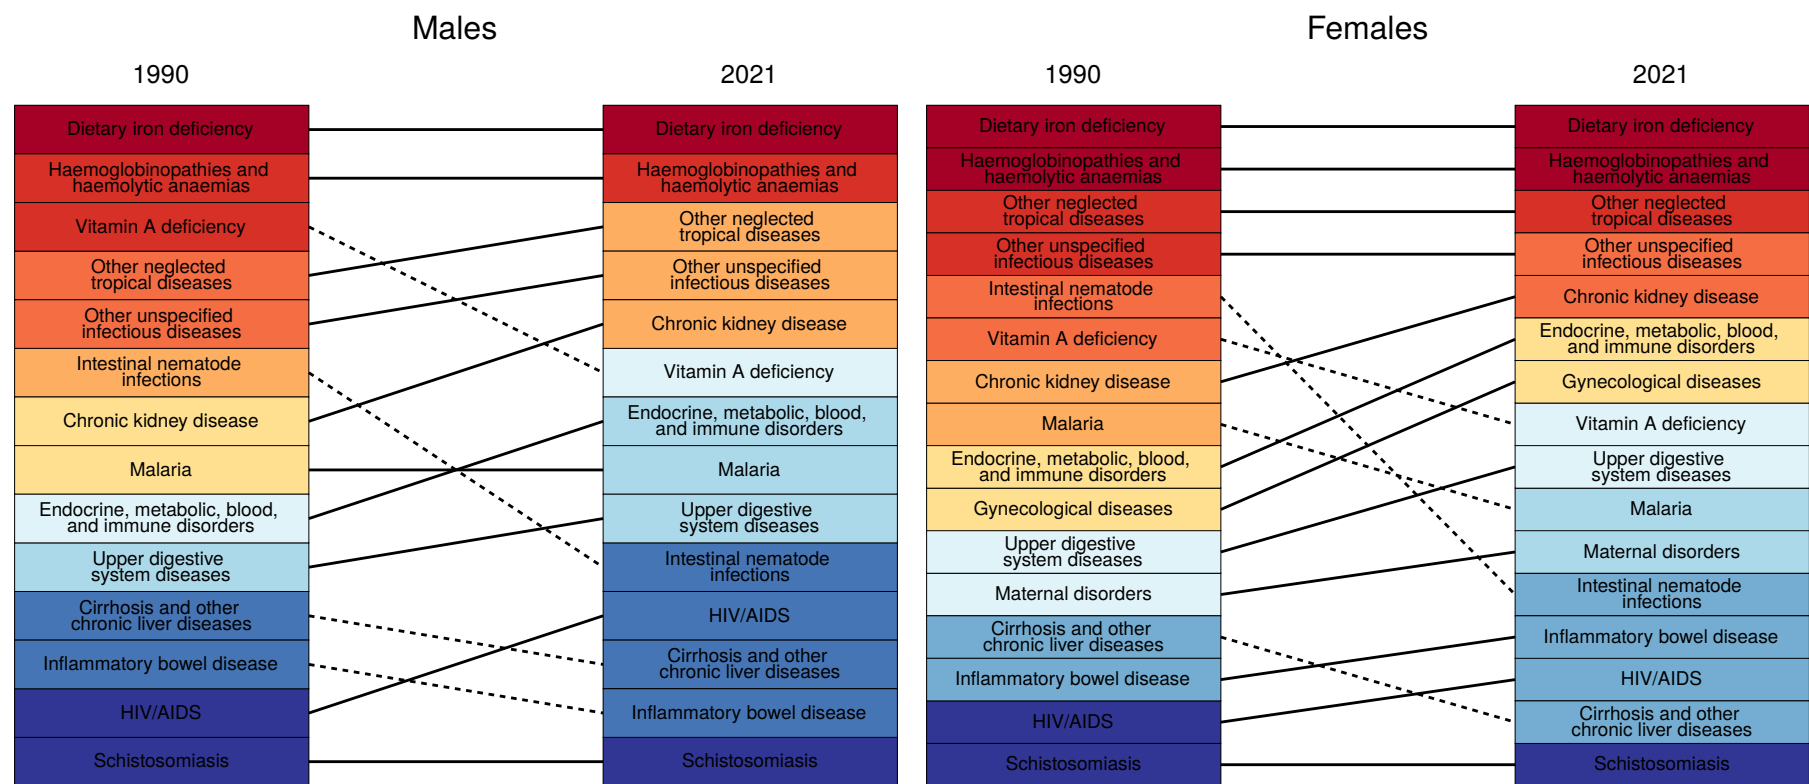 Males
1990
2021
Dietary iron deficiency
Haemoglobinopathies and
haemolytic anaemias
Vitamin A deficiency
Other neglected
tropical diseases
Other unspecified
infectious diseases
Intestinal nematode
infections
Chronic kidney disease
Malaria
Endocrine, metabolic, blood,
and immune disorders
Upper digestive
system diseases
Cirrhosis and other
chronic liver diseases
Inflammatory bowel disease
HIV/AIDS
Schistosomiasis
Dietary iron deficiency
Haemoglobinopathies and
haemolytic anaemias
Other neglected
tropical diseases
Other unspecified
infectious diseases
Chronic kidney disease
Vitamin A deficiency
Endocrine, metabolic, blood,
and immune disorders
Malaria
Upper digestive
system diseases
Intestinal nematode
infections
HIV/AIDS
Cirrhosis and other
chronic liver diseases
Inflammatory bowel disease
Schistosomiasis
Females
1990
2021
Dietary iron deficiency
Haemoglobinopathies and
haemolytic anaemias
Other neglected
tropical diseases
Other unspecified
infectious diseases
Intestinal nematode
infections
Vitamin A deficiency
Chronic kidney disease
Malaria
Endocrine, metabolic, blood,
and immune disorders
Gynecological diseases
Upper digestive
system diseases
Maternal disorders
Cirrhosis and other
chronic liver diseases
Inflammatory bowel disease
HIV/AIDS
Schistosomiasis
Dietary iron deficiency
Haemoglobinopathies and
haemolytic anaemias
Other neglected
tropical diseases
Other unspecified
infectious diseases
Chronic kidney disease
Endocrine, metabolic, blood,
and immune disorders
Gynecological diseases
Vitamin A deficiency
Upper digestive
system diseases
Malaria
Maternal disorders
Intestinal nematode
infections
Inflammatory bowel disease
HIV/AIDS
Cirrhosis and other
chronic liver diseases
Schistosomiasis